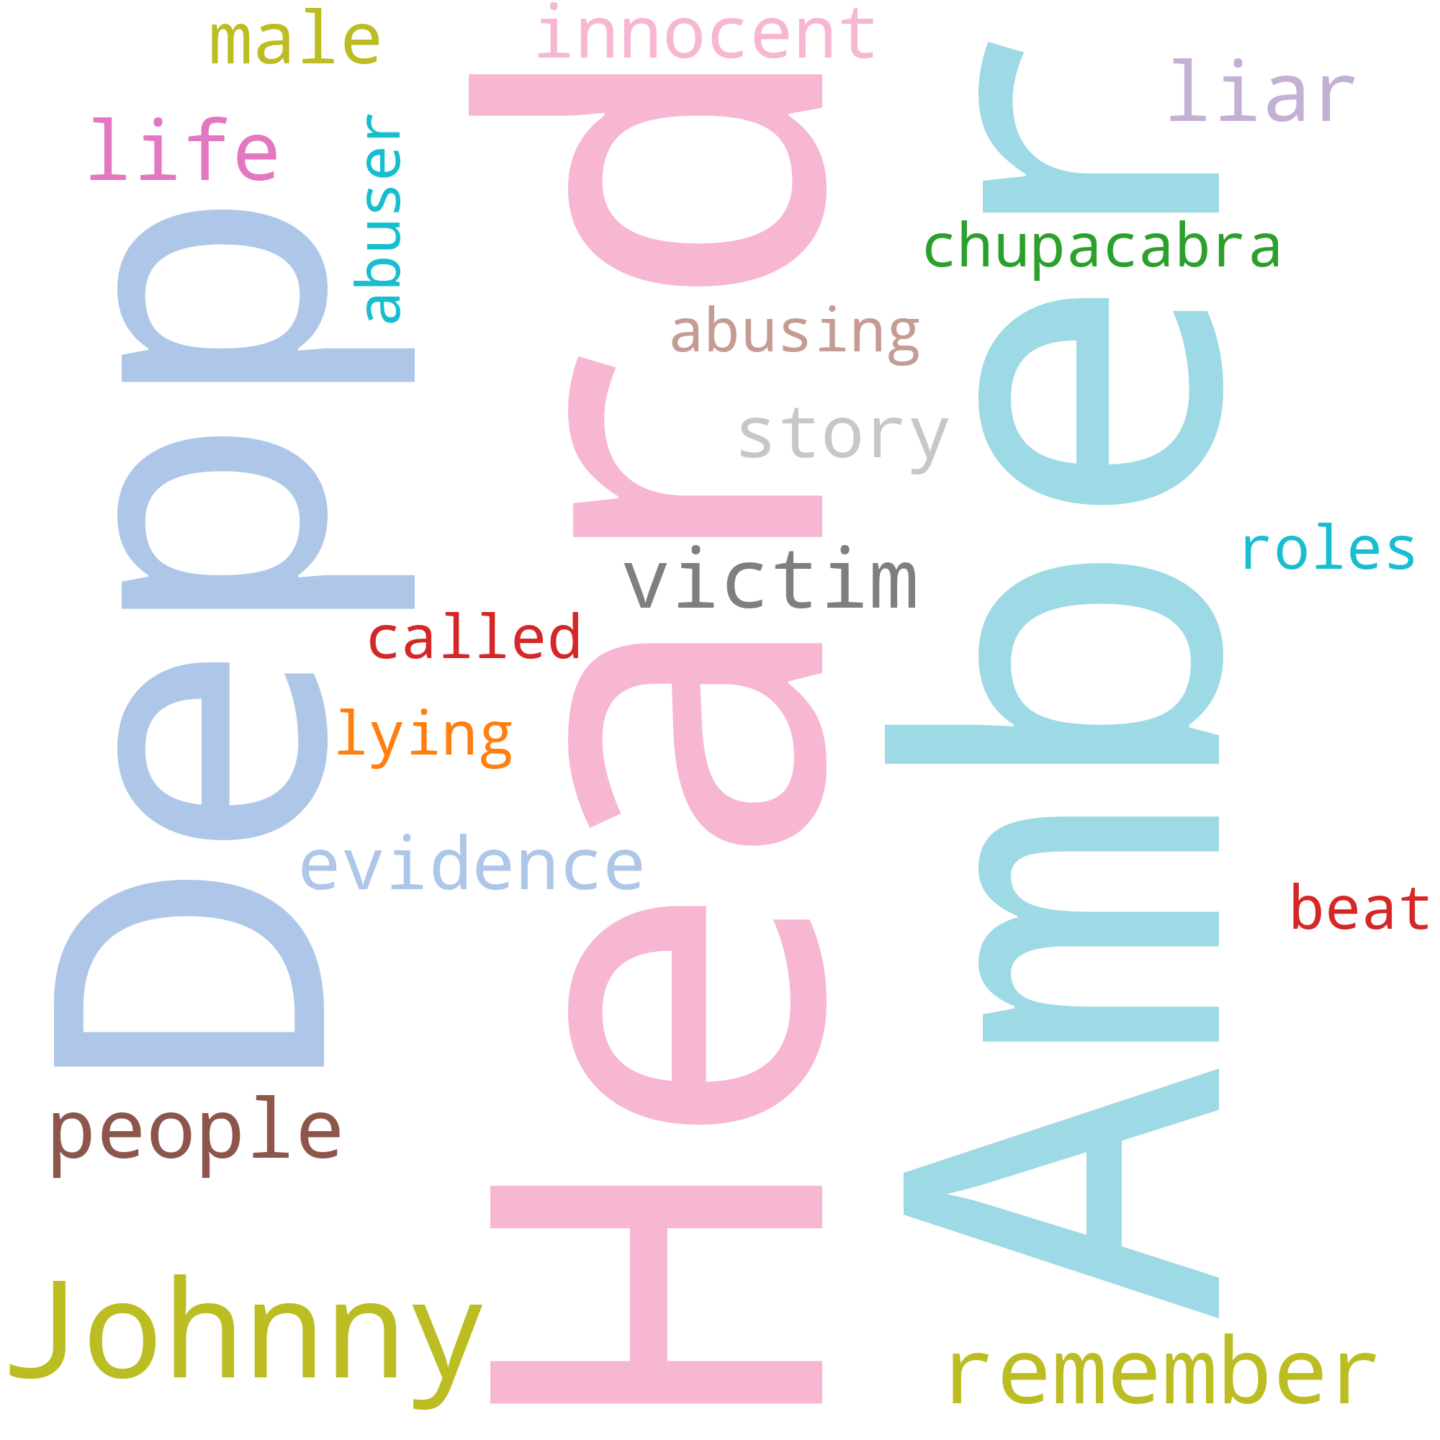 male
innocent
liar
life
abuser
chupacabra
abusing
story
Depp
Heard
Amber
roles
victim
called
lying
evidence
beat
people
Johnny
remember